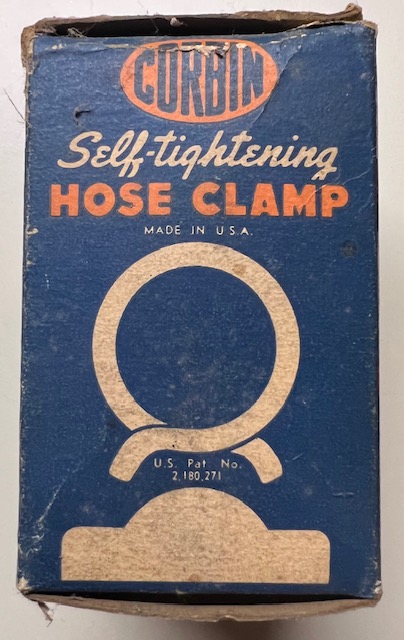 CORBIN
Self-tightening
HOSE CLAMP
MADE IN U.S.A.
U.S. Pat. No.
2,180,271